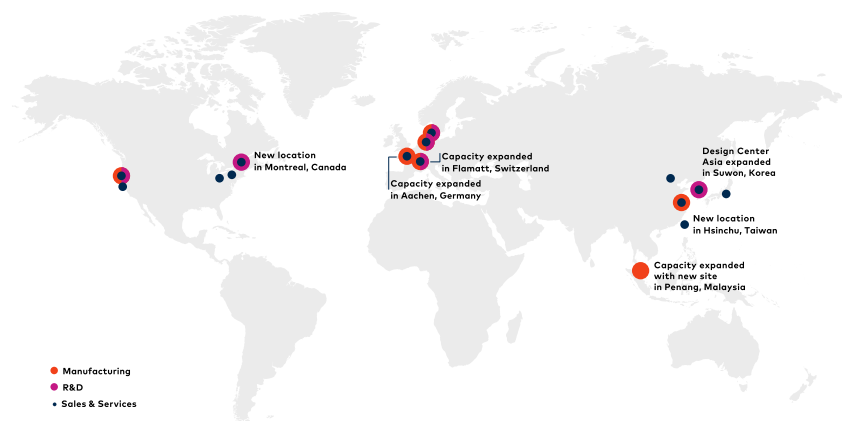 New location
in Montreal, Canada
Capacity expanded
in Flamatt, Switzerland
Capacity expanded
in Aachen, Germany
Design Center
Asia expanded
in Suwon, Korea
New location
in Hsinchu, Taiwan
Capacity expanded
with new site
in Penang, Malaysia
Manufacturing
R&D
Sales & Services